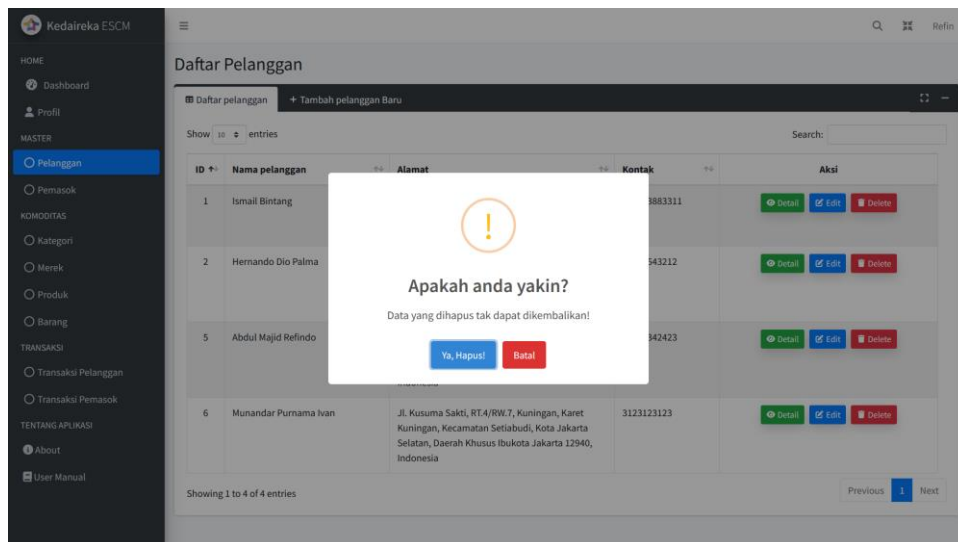 Kedaireka ESCM
Refin
HOME
Dashboard
Profil
MASTER
Pelanggan
Pemasok
KOMODITAS
Kategori
Merek
Produk
Barang
TRANSAKSI
Transaksi Pelanggan
Transaksi Pemasok
TENTANG APLIKASI
About
User Manual
Daftar Pelanggan
Daftar pelanggan + Tambah pelanggan Baru
Show 10 entries Search:
ID Nama pelanggan Alamat Kontak Aksi
1 Ismail Bintang 3883311 Detail Edit Delete
2 Hernando Dio Palma 543212 Detail Edit Delete
5 Abdul Majid Refindo 342423 Detail Edit Delete
Indonesia
6 Munandar Purnama Ivan Jl. Kusuma Sakti, RT.4/RW.7, Kuningan, Karet 3123123123 Detail Edit Delete
Kuningan, Kecamatan Setiabudi, Kota Jakarta
Selatan, Daerah Khusus Ibukota Jakarta 12940,
Indonesia
Showing 1 to 4 of 4 entries Previous 1 Next
!
Apakah anda yakin?
Data yang dihapus tak dapat dikembalikan!
Ya, Hapus! Batal